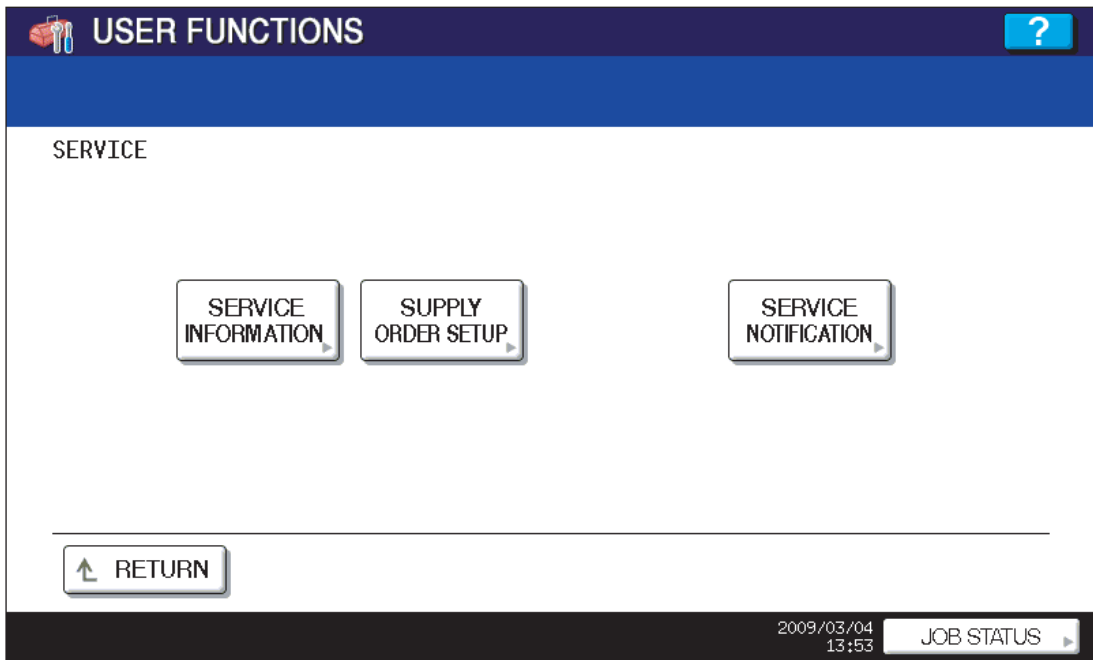 USER FUNCTIONS
?
SERVICE
SERVICE
INFORMATION
SUPPLY
ORDER SETUP
SERVICE
NOTIFICATION
RETURN
2009/03/04
13:53
JOB STATUS